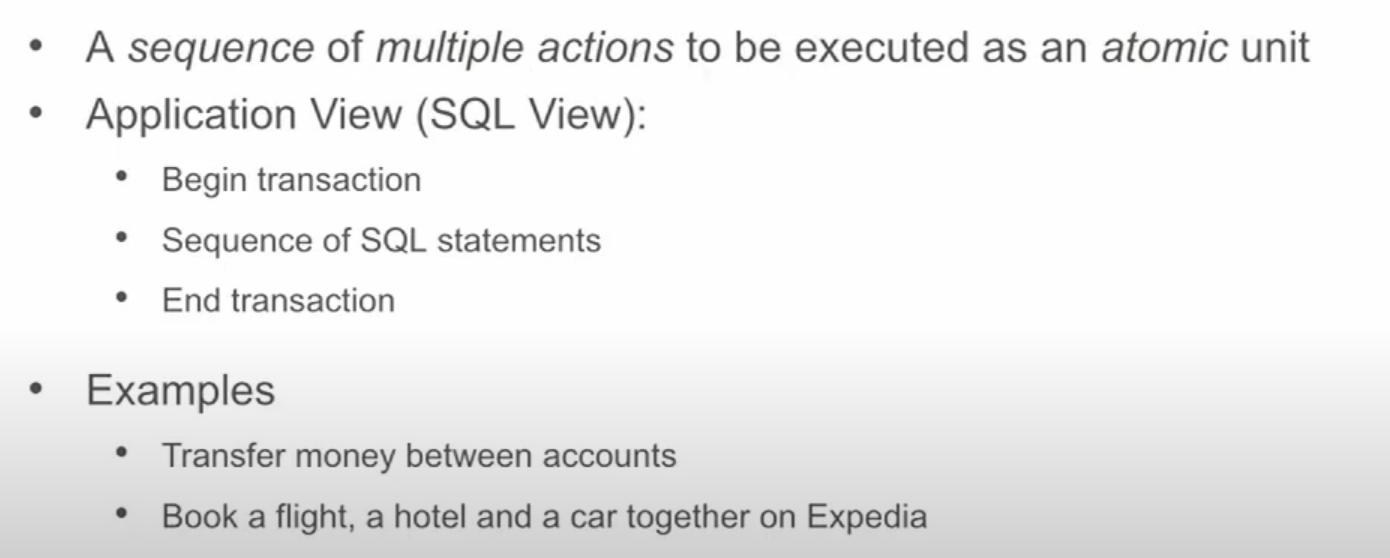 • A sequence of multiple actions to be executed as an atomic unit
• Application View (SQL View):
• Begin transaction
• Sequence of SQL statements
• End transaction
• Examples
• Transfer money between accounts
• Book a flight, a hotel and a car together on Expedia